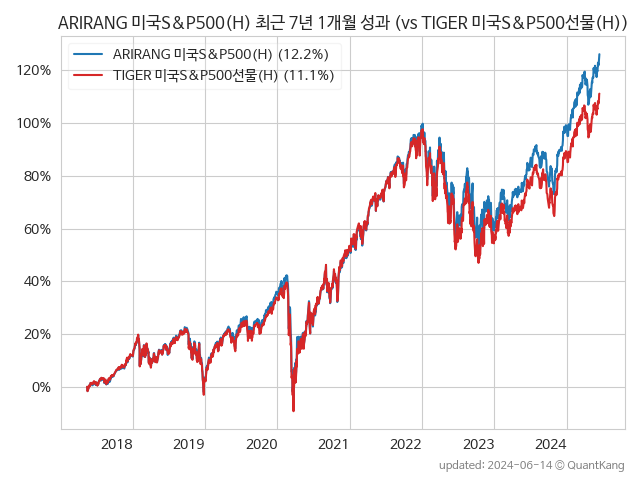 ARIRANG 미국S&P500(H) 최근 7년 1개월 성과 (vs TIGER 미국S&P500선물(H))
ARIRANG 미국S&P500(H) (12.2%)
TIGER 미국S&P500선물(H) (11.1%)
120%
100%
80%
60%
40%
20%
0%
2018 2019 2020 2021 2022 2023 2024
updated: 2024-06-14 © QuantKang